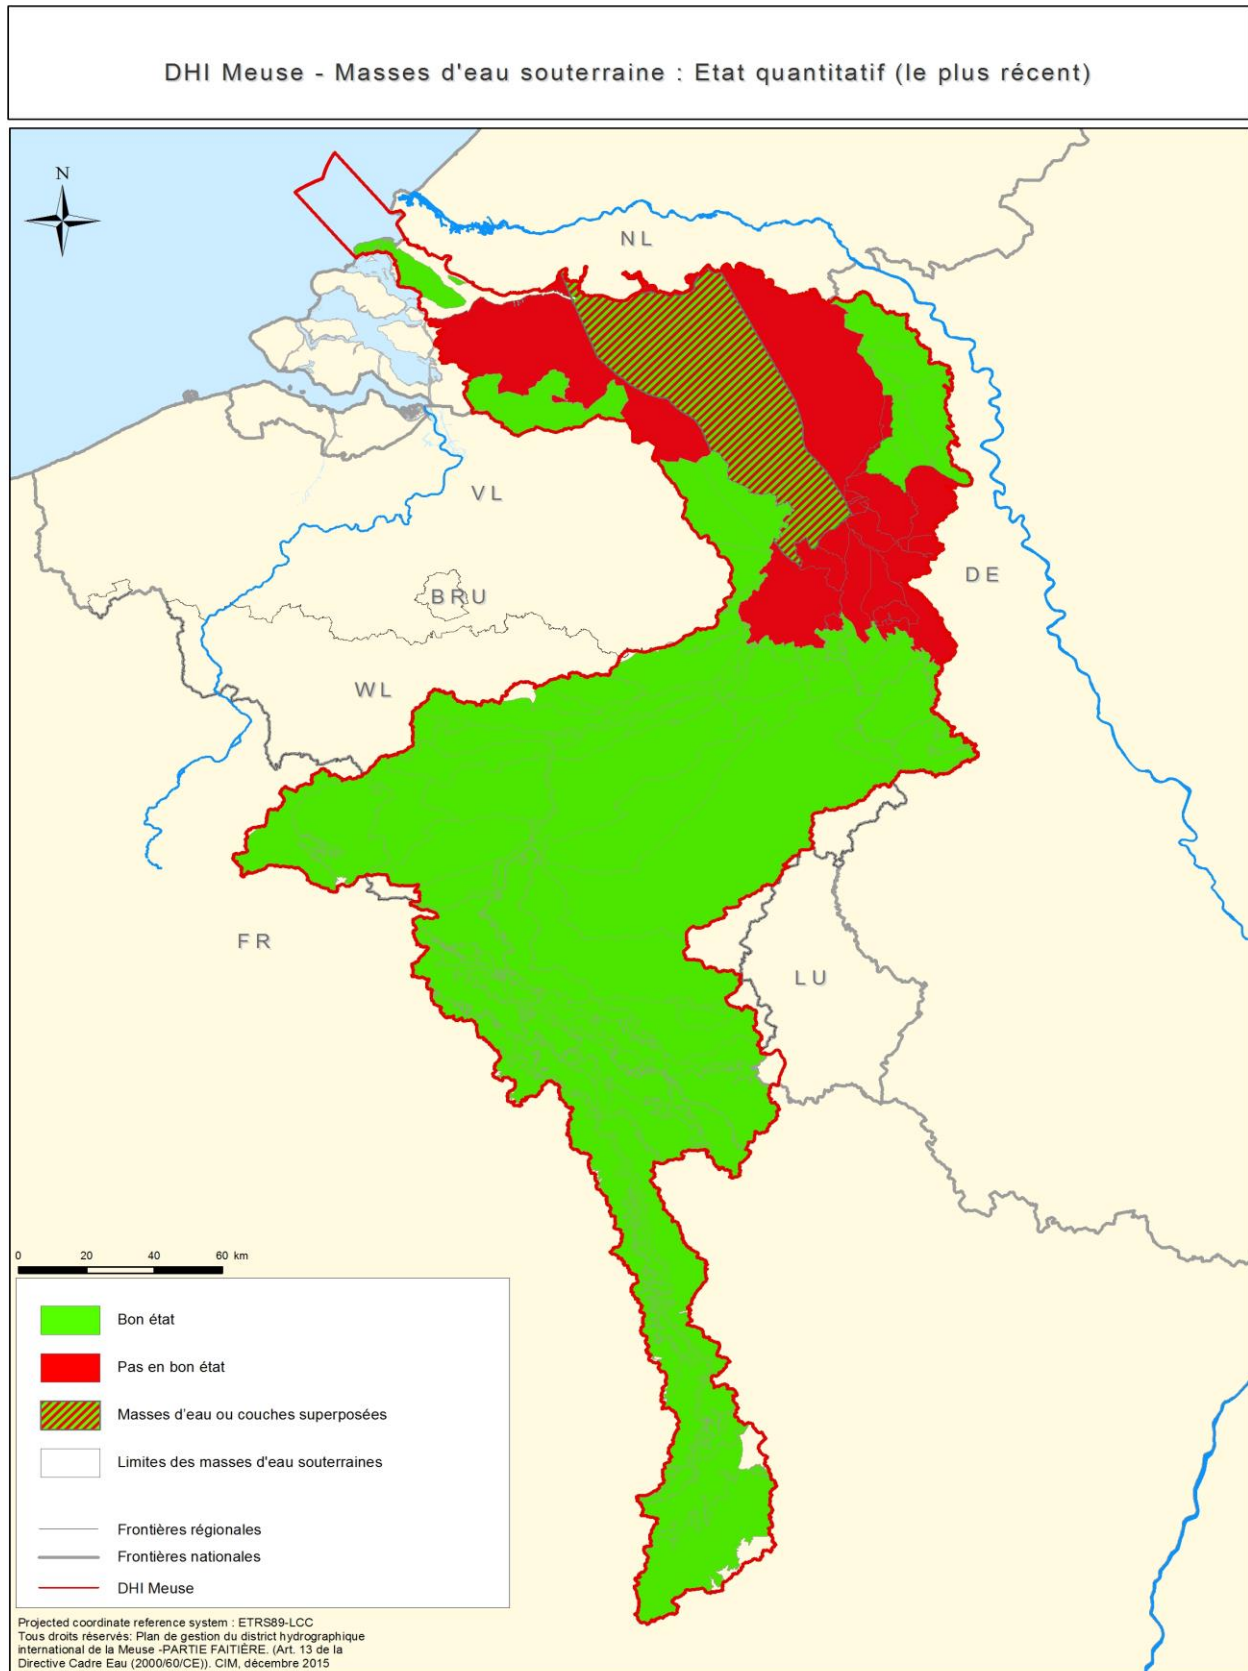 DHI Meuse - Masses d'eau souterraine : Etat quantitatif (le plus récent)
N
NL
VL
DE
BRU
WL
FR
LU
0 20 40 60 km
Bon état
Pas en bon état
Masses d'eau ou couches superposées
Limites des masses d'eau souterraines
Frontières régionales
Frontières nationales
DHI Meuse
Projected coordinate reference system : ETRS89-LCC
Tous droits réservés: Plan de gestion du district hydrographique
international de la Meuse -PARTIE FAITIÈRE. (Art. 13 de la
Directive Cadre Eau (2000/60/CE)). CIM, décembre 2015